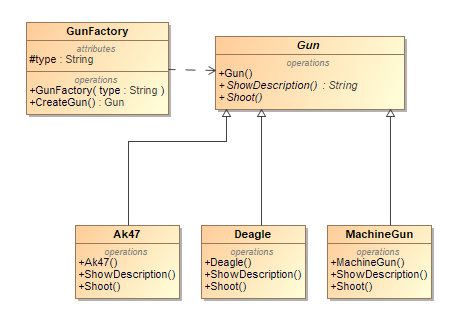 GunFactory
attributes
#type : String
operations
+GunFactory( type : String )
+CreateGun() : Gun
Gun
operations
+Gun()
+ShowDescription() : String
+Shoot()
Ak47
operations
+Ak47()
+ShowDescription()
+Shoot()
Deagle
operations
+Deagle()
+ShowDescription()
+Shoot()
MachineGun
operations
+MachineGun()
+ShowDescription()
+Shoot()